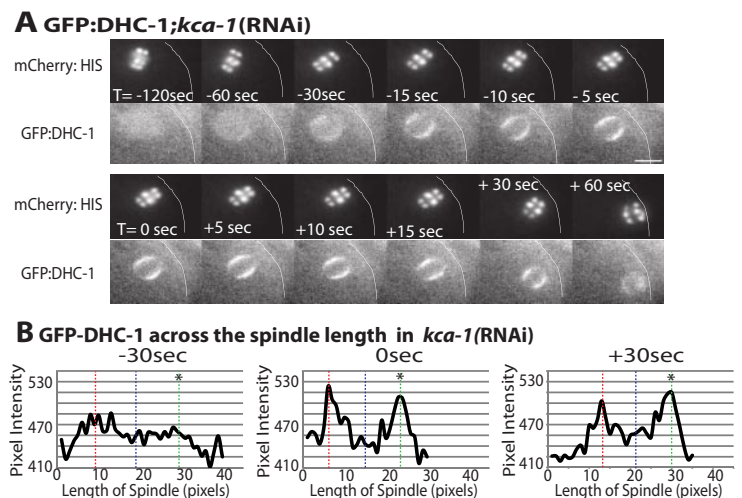 A GFP:DHC-1;kca-1(RNAi)
mCherry: HIS
T= -120sec -60 sec -30sec -15 sec -10 sec - 5 sec
GFP:DHC-1
mCherry: HIS
T= 0 sec +5 sec +10 sec +15 sec + 30 sec + 60 sec
GFP:DHC-1
B GFP-DHC-1 across the spindle length in kca-1(RNAi)
-30sec 0sec +30sec
Pixel Intensity 530 470 410 *
0 10 20 30 40
Length of Spindle (pixels)
Pixel Intensity 530 470 410 *
0 10 20 30 40
Length of Spindle (pixels)
Pixel Intensity 530 470 410 *
0 10 20 30 40
Length of Spindle (pixels)